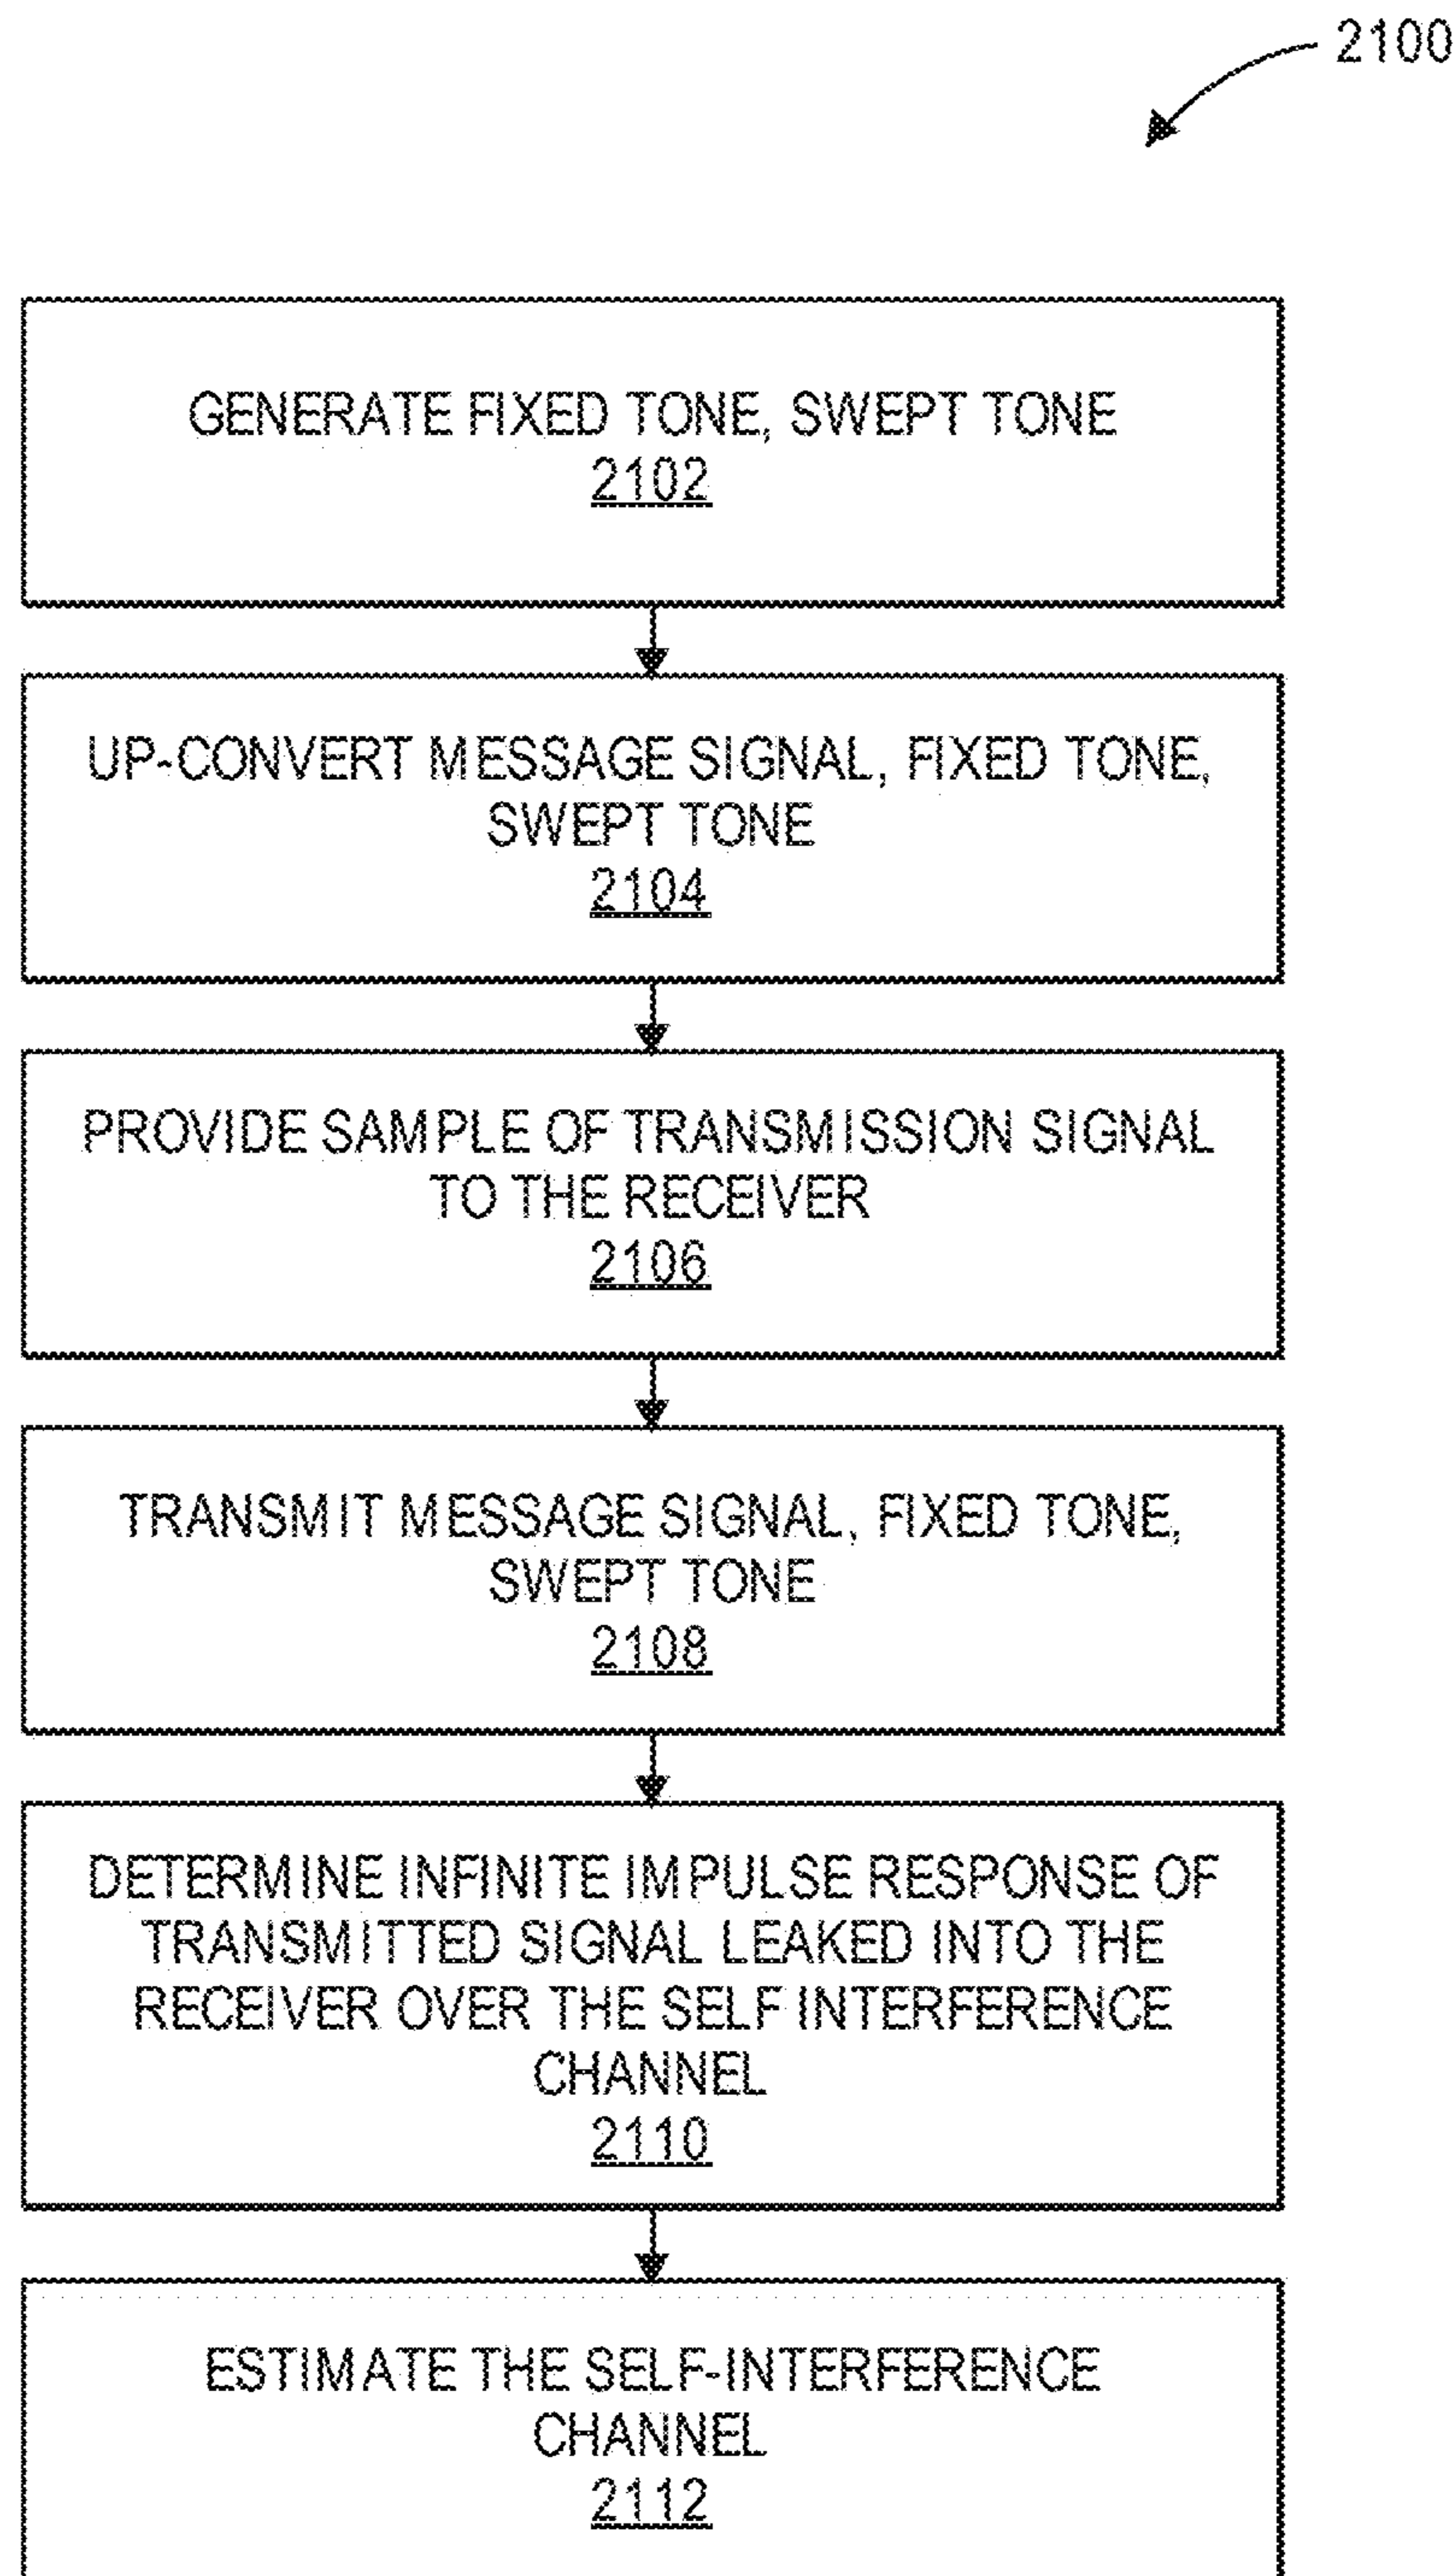 2100
GENERATE FIXED TONE, SWEPT TONE
2102
UP-CONVERT MESSAGE SIGNAL, FIXED TONE,
SWEPT TONE
2104
PROVIDE SAMPLE OF TRANSMISSION SIGNAL
TO THE RECEIVER
2106
TRANSMIT MESSAGE SIGNAL, FIXED TONE,
SWEPT TONE
2108
DETERMINE INFINITE IMPULSE RESPONSE OF
TRANSMITTED SIGNAL LEAKED INTO THE
RECEIVER OVER THE SELF INTERFERENCE
CHANNEL
2110
ESTIMATE THE SELF-INTERFERENCE
CHANNEL
2112